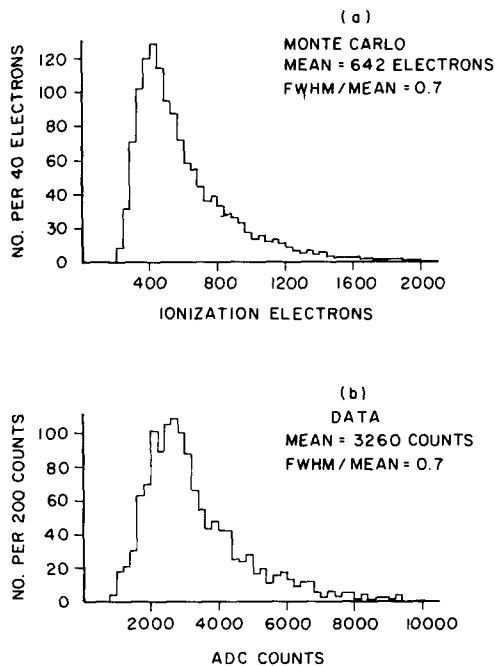 (a)
MONTE CARLO
MEAN = 642 ELECTRONS
FWHM/MEAN = 0.7
NO. PER 40 ELECTRONS
120
100
80
60
40
30
0
400
800
1200
1600
2000
IONIZATION ELECTRONS
(b)
DATA
MEAN = 3260 COUNTS
FWHM/MEAN = 0.7
NO. PER 200 COUNTS
100
80
60
40
20
0
2000
4000
6000
8000
10000
ADC COUNTS